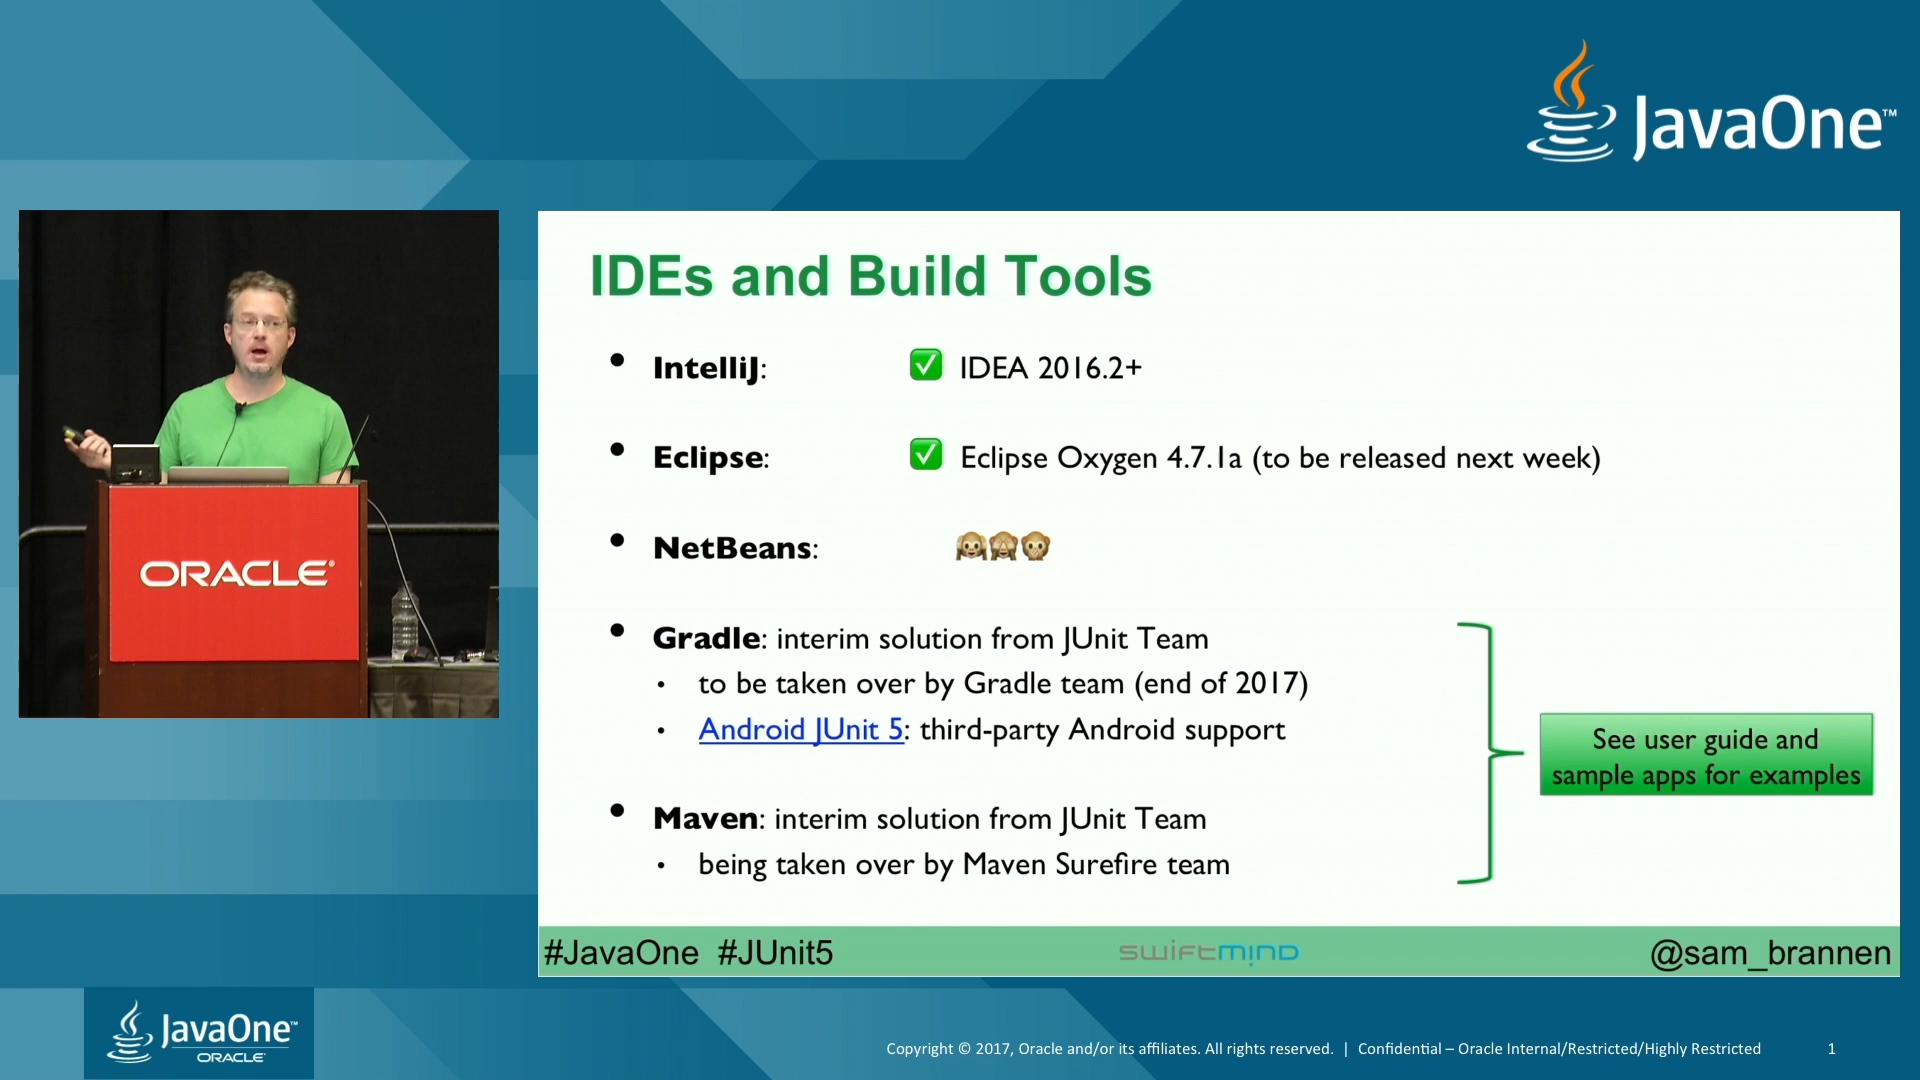 JavaOne™
IDEs and Build Tools
• IntelliJ: ✅ IDEA 2016.2+
• Eclipse: ✅ Eclipse Oxygen 4.7.1a (to be released next week)
• NetBeans: 🙉🙈🙊
• Gradle: interim solution from JUnit Team
• to be taken over by Gradle team (end of 2017)
• Android JUnit 5: third-party Android support
See user guide and
sample apps for examples
• Maven: interim solution from JUnit Team
• being taken over by Maven Surefire team
#JavaOne #JUnit5
swiftmind
@sam_brannen
ORACLE®
JavaOne™
ORACLE®
Copyright © 2017, Oracle and/or its affiliates. All rights reserved. | Confidential – Oracle Internal/Restricted/Highly Restricted
1